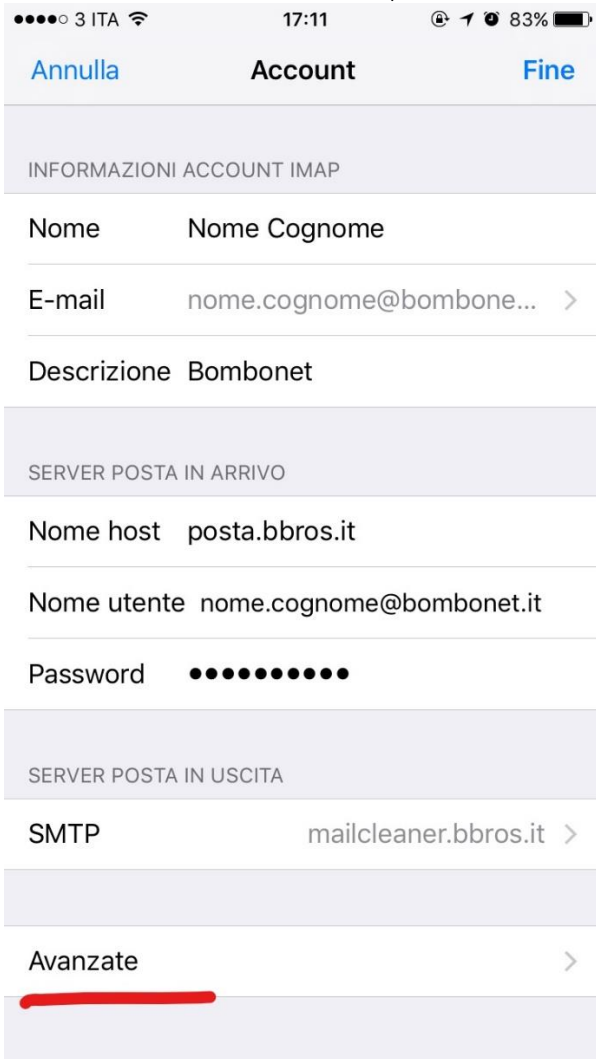 3 ITA 17:11 83%
Annulla Account Fine
INFORMAZIONI ACCOUNT IMAP
Nome Nome Cognome
E-mail nome.cognome@bombone...
Descrizione Bombonet
SERVER POSTA IN ARRIVO
Nome host posta.bbros.it
Nome utente nome.cognome@bombonet.it
Password ●●●●●●●●●●
SERVER POSTA IN USCITA
SMTP mailcleaner.bbros.it
Avanzate